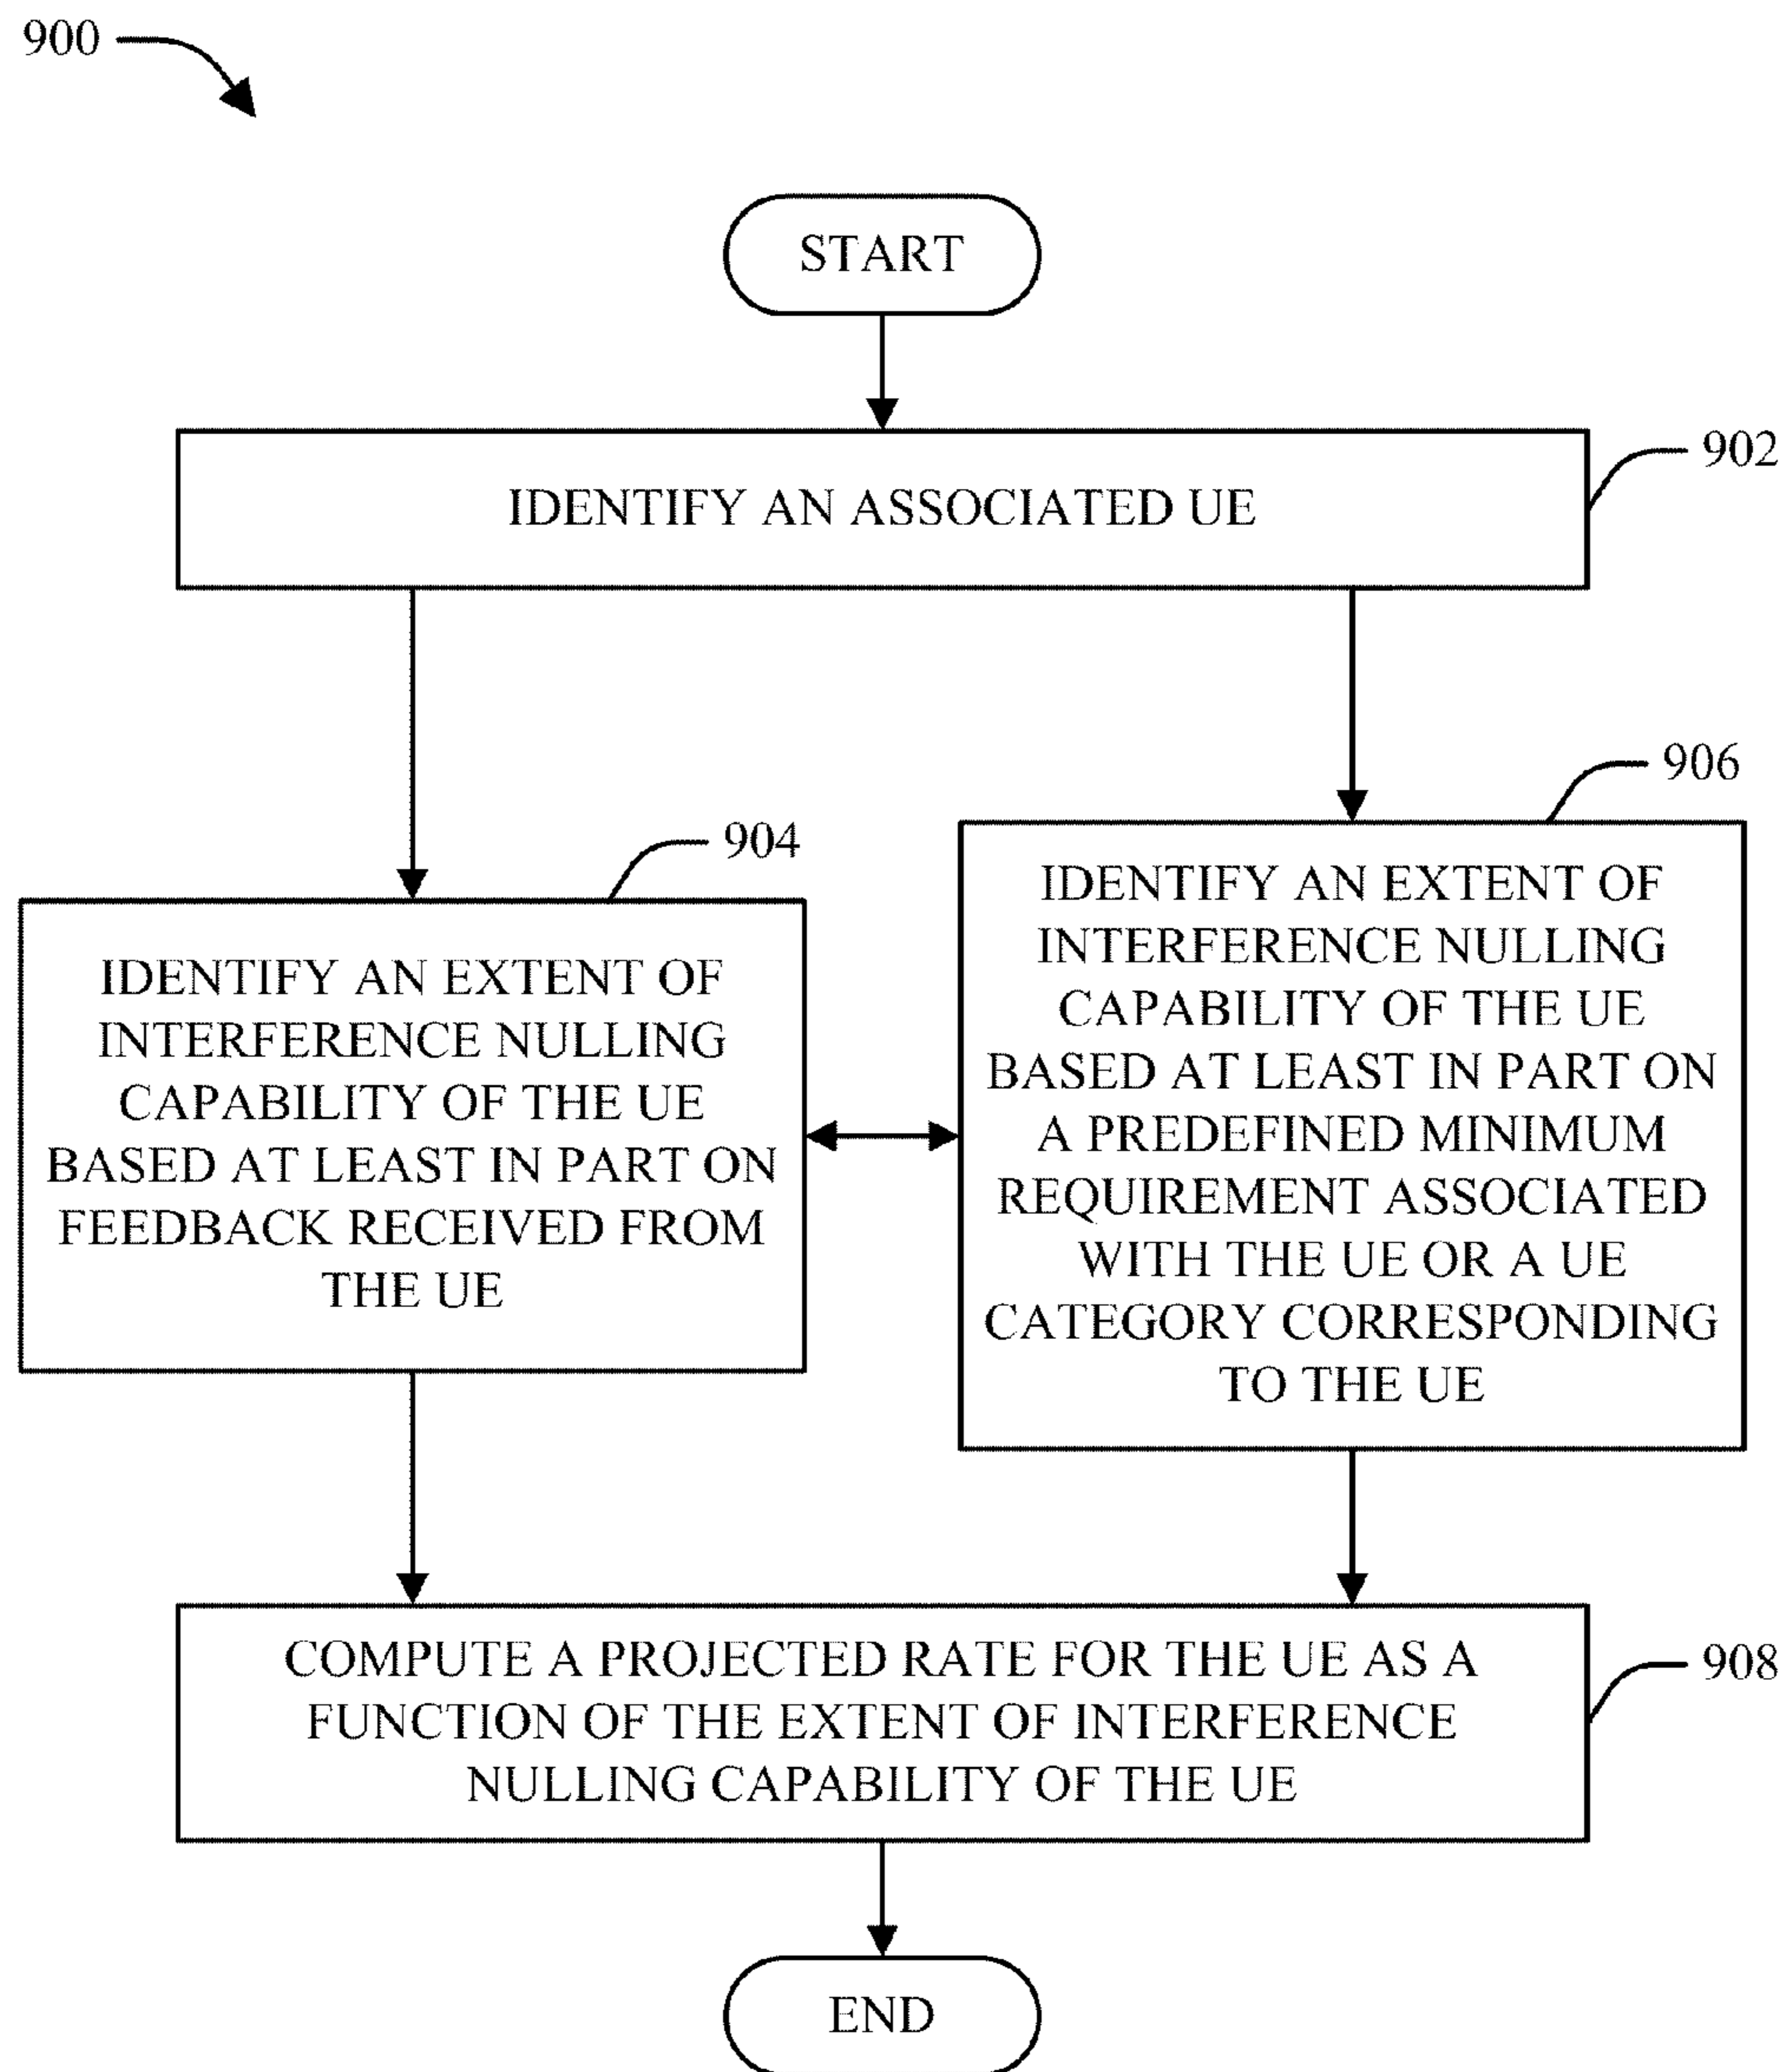 900
START
IDENTIFY AN ASSOCIATED UE
902
904
IDENTIFY AN EXTENT OF
INTERFERENCE NULLING
CAPABILITY OF THE UE
BASED AT LEAST IN PART ON
FEEDBACK RECEIVED FROM
THE UE
906
IDENTIFY AN EXTENT OF
INTERFERENCE NULLING
CAPABILITY OF THE UE
BASED AT LEAST IN PART ON
A PREDEFINED MINIMUM
REQUIREMENT ASSOCIATED
WITH THE UE OR A UE
CATEGORY CORRESPONDING
TO THE UE
COMPUTE A PROJECTED RATE FOR THE UE AS A
FUNCTION OF THE EXTENT OF INTERFERENCE
NULLING CAPABILITY OF THE UE
908
END